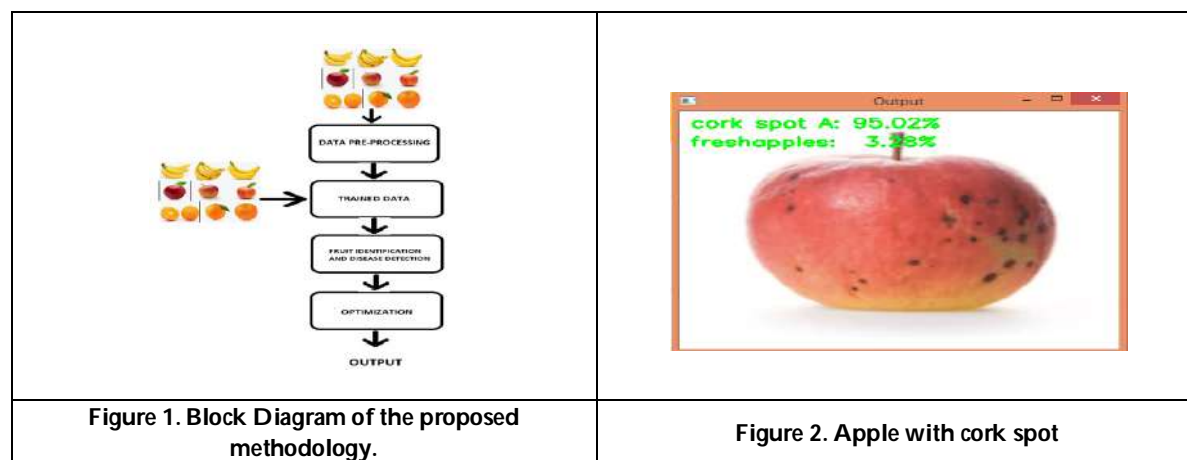 DATA PRE-PROCESSING
TRAINED DATA
FRUIT IDENTIFICATION
AND DISEASE DETECTION
OPTIMIZATION
OUTPUT
Figure 1. Block Diagram of the proposed
methodology.
Output
cork spot A: 95.02%
freshapples: 3.28%
Figure 2. Apple with cork spot